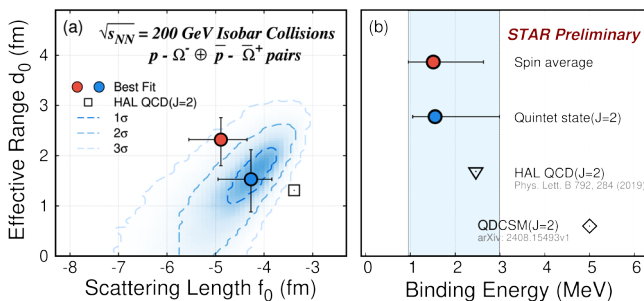 (a)
√sNN = 200 GeV Isobar Collisions
p - Ω⁻ ⊕ p̅ - Ω̅⁺ pairs
Best Fit
HAL QCD(J=2)
1σ
2σ
3σ
Effective Range d₀ (fm)
4
3
2
1
0
-8 -7 -6 -5 -4 -3
Scattering Length f₀ (fm)
(b)
STAR Preliminary
Spin average
Quintet state(J=2)
HAL QCD(J=2)
Phys. Lett. B 792, 284 (2019)
QDCSM(J=2)
arXiv: 2408.15493v1
0 1 2 3 4 5 6
Binding Energy (MeV)